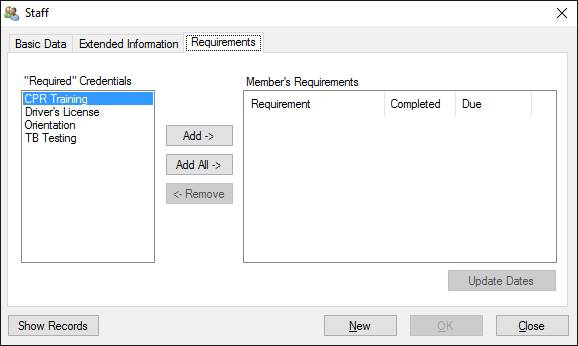 Staff
Basic Data Extended Information Requirements
"Required" Credentials
CPR Training
Driver's License
Orientation
TB Testing
Add ->
Add All ->
<- Remove
Member's Requirements
Requirement Completed Due
Update Dates
Show Records New OK Close